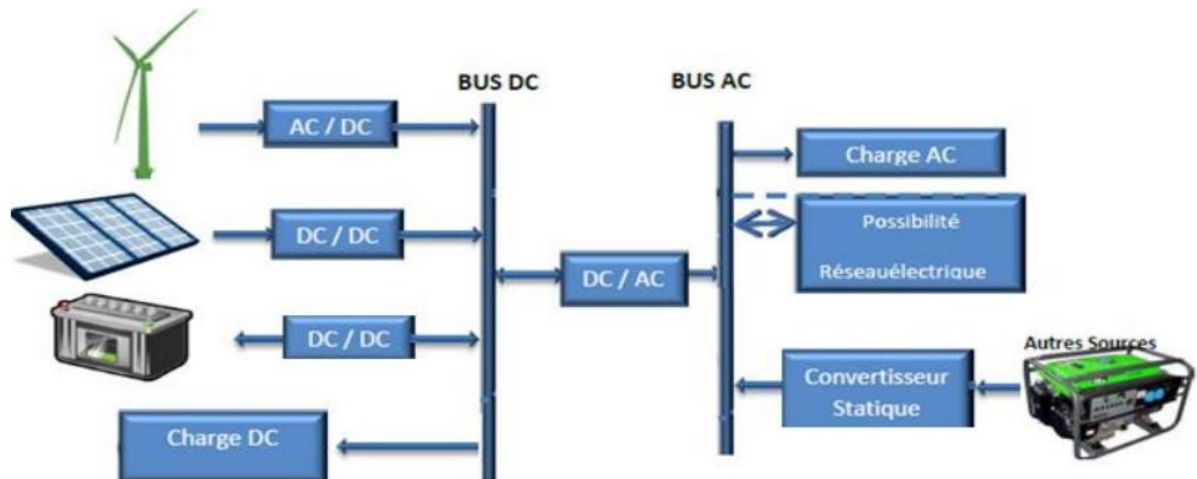 BUS DC
BUS AC
AC / DC
Charge AC
DC / DC
Possibilité
Réseauélectrique
DC / AC
DC / DC
Autres Sources
Convertisseur
Statique
Charge DC